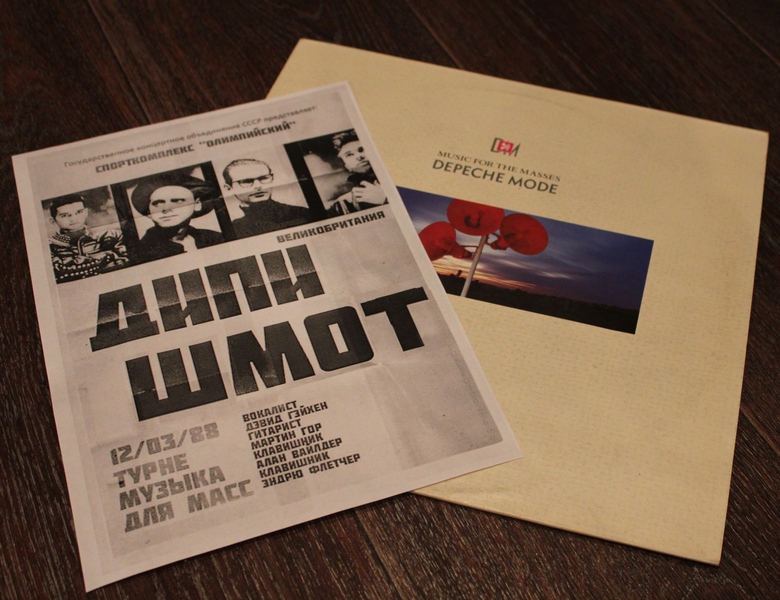 Государственное концертное объединение СССР представляет:
СПОРТКОМПЛЕКС "ОЛИМПИЙСКИЙ"
ВЕЛИКОБРИТАНИЯ
ДИПИ
ШМОТ
12/03/88
ТУРНЕ
МУЗЫКА
ДЛЯ МАСС
ВОКАЛИСТ
ДЭВИД ГЭЙХЕН
ГИТАРИСТ
МАРТИН ГОР
КЛАВИШНИК
АЛАН ВАЙЛДЕР
КЛАВИШНИК
ЭНДРЮ ФЛЕТЧЕР
DM
MUSIC FOR THE MASSES
DEPECHE MODE